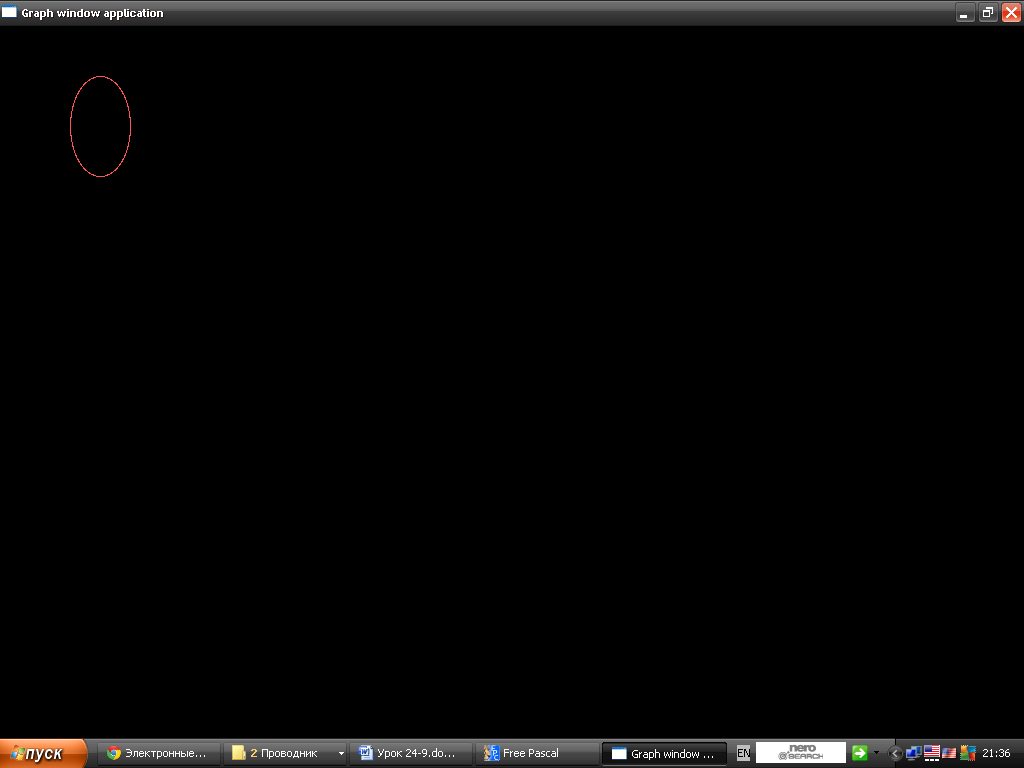 Graph window application
пуск
Электронные...
2 Проводник
Урок 24-9.do...
Free Pascal
Graph window ...
EN
nero
SEARCH
21:36